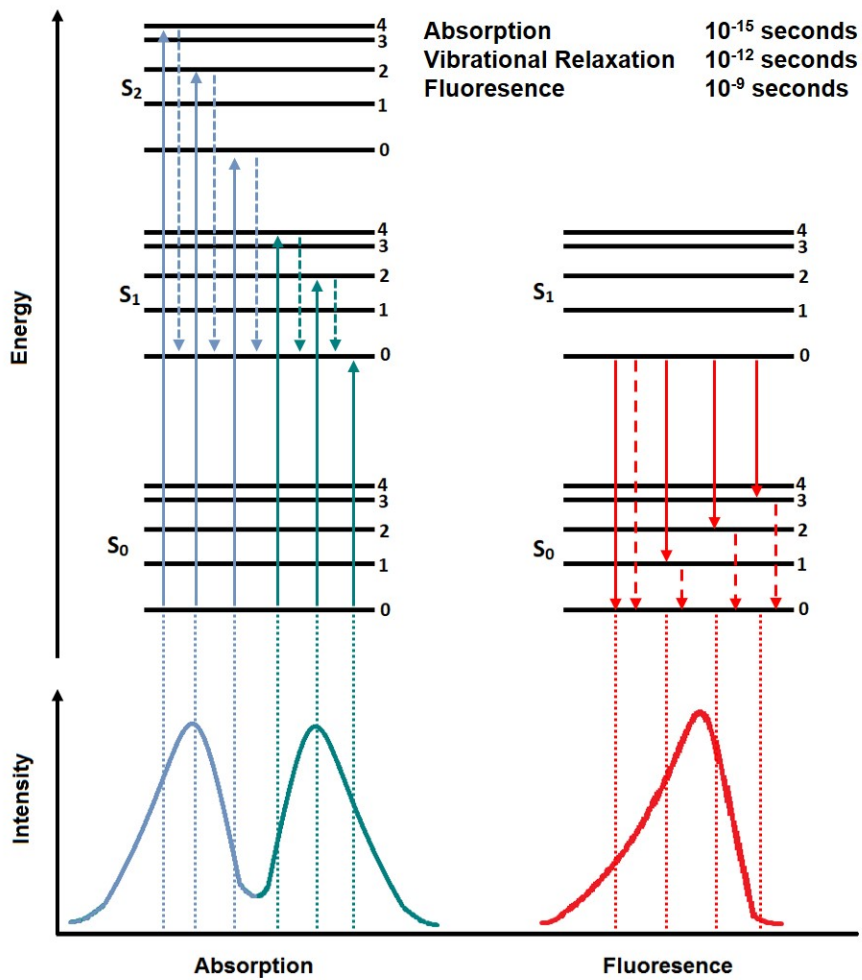 Absorption 10⁻¹⁵ seconds
Vibrational Relaxation 10⁻¹² seconds
Fluoresence 10⁻⁹ seconds
Energy
S₂
4
3
2
1
0
S₁
4
3
2
1
0
S₀
4
3
2
1
0
S₁
4
3
2
1
0
S₀
4
3
2
1
0
Intensity
Absorption
Fluoresence